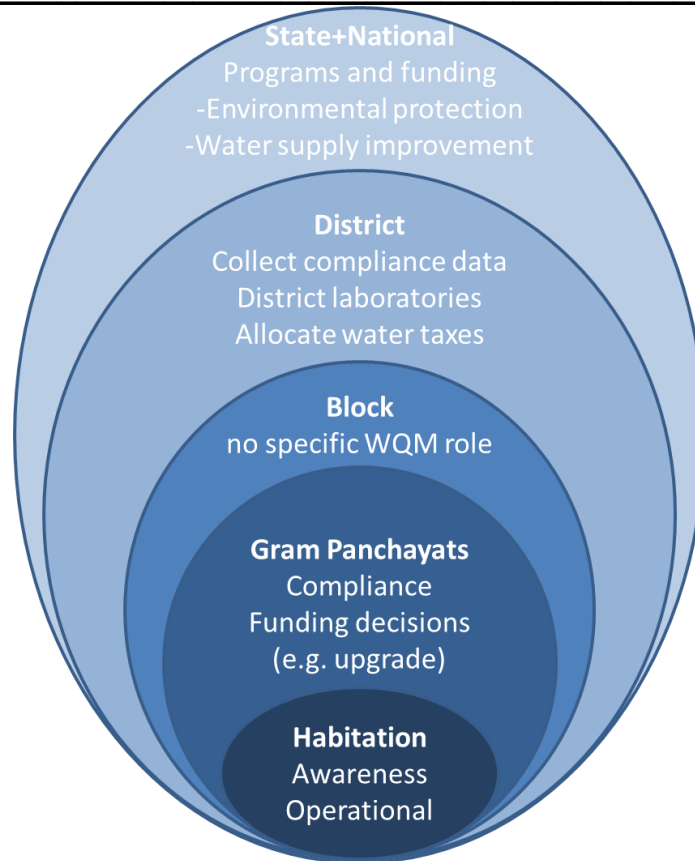 State+National
Programs and funding
-Environmental protection
-Water supply improvement
District
Collect compliance data
District laboratories
Allocate water taxes
Block
no specific WQM role
Gram Panchayats
Compliance
Funding decisions
(e.g. upgrade)
Habitation
Awareness
Operational